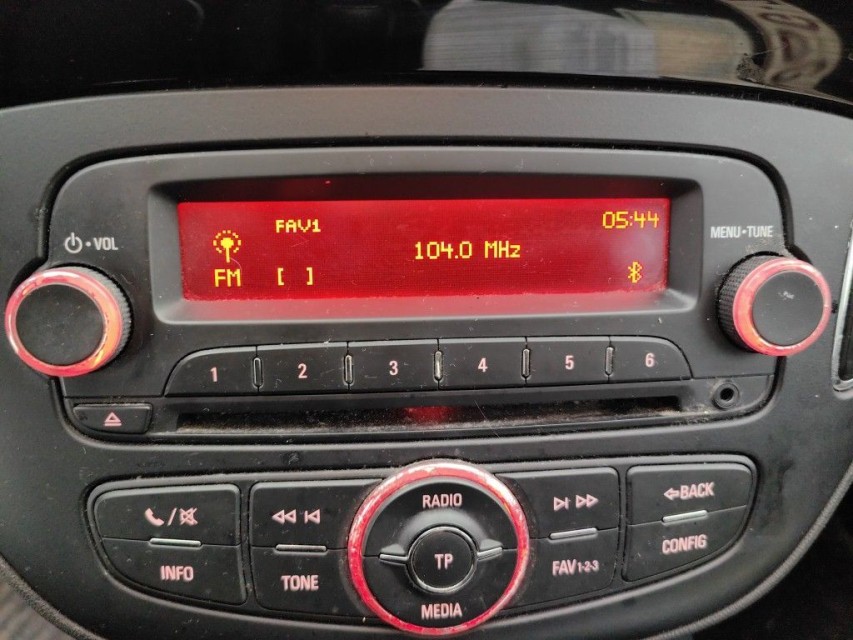 FAV1
05:44
104.0 MHz
FM [ ]
VOL
MENU•TUNE
1 2 3 4 5 6
RADIO
BACK
TP
CONFIG
INFO
TONE
FAV1-2-3
MEDIA